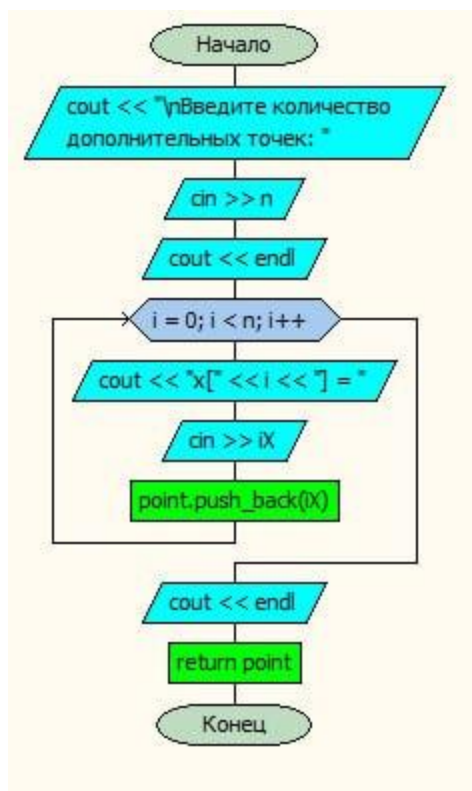 Начало
cout << "\nВведите количество
дополнительных точек: "
cin >> n
cout << endl
i = 0; i < n; i++
cout << "x[" << i << "] = "
cin >> iX
point.push_back(iX)
cout << endl
return point
Конец